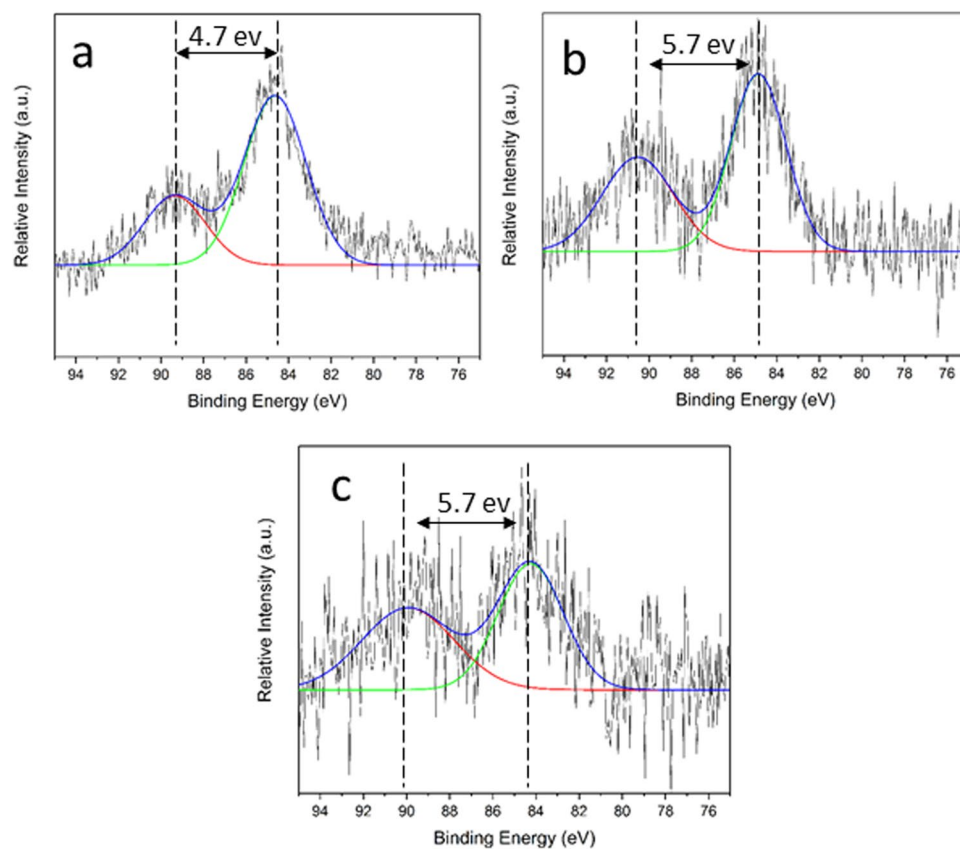 a
4.7 ev
Relative Intensity (a.u.)
94 92 90 88 86 84 82 80 78 76
Binding Energy (eV)
b
5.7 ev
Relative Intensity (a.u.)
94 92 90 88 86 84 82 80 78 76
Binding Energy (eV)
c
5.7 ev
Relative Intensity (a.u.)
94 92 90 88 86 84 82 80 78 76
Binding Energy (eV)